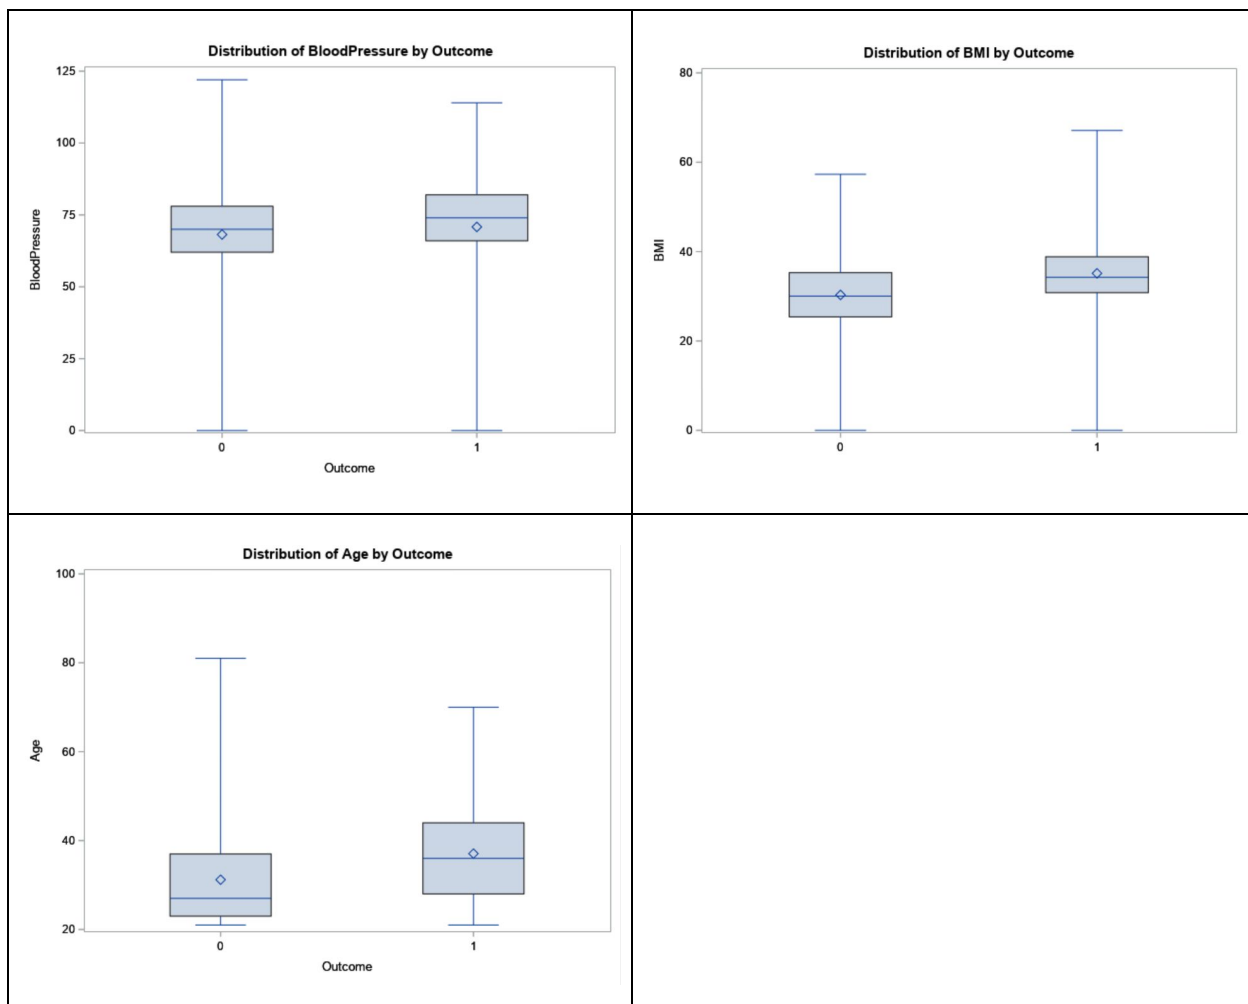 Distribution of BloodPressure by Outcome
125
100
75
50
25
0
BloodPressure
0 1
Outcome
Distribution of BMI by Outcome
80
60
40
20
0
BMI
0 1
Distribution of Age by Outcome
100
80
60
40
20
Age
0 1
Outcome